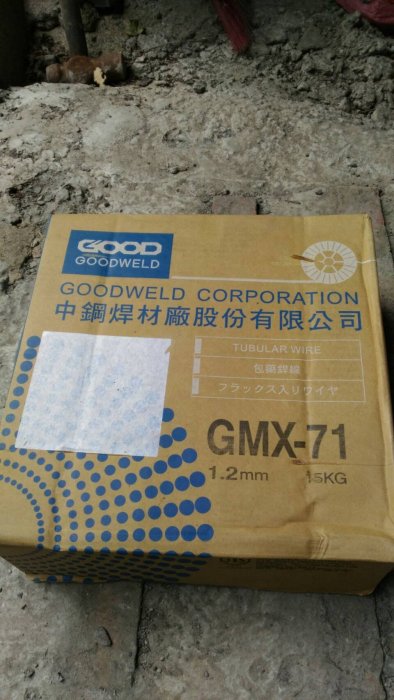 GOOD
GOODWELD
GOODWELD CORPORATION
中鋼焊材廠股份有限公司
TUBULAR WIRE
包藥銲線
フラックス入リワイヤ
GMX-71
1.2mm 15KG